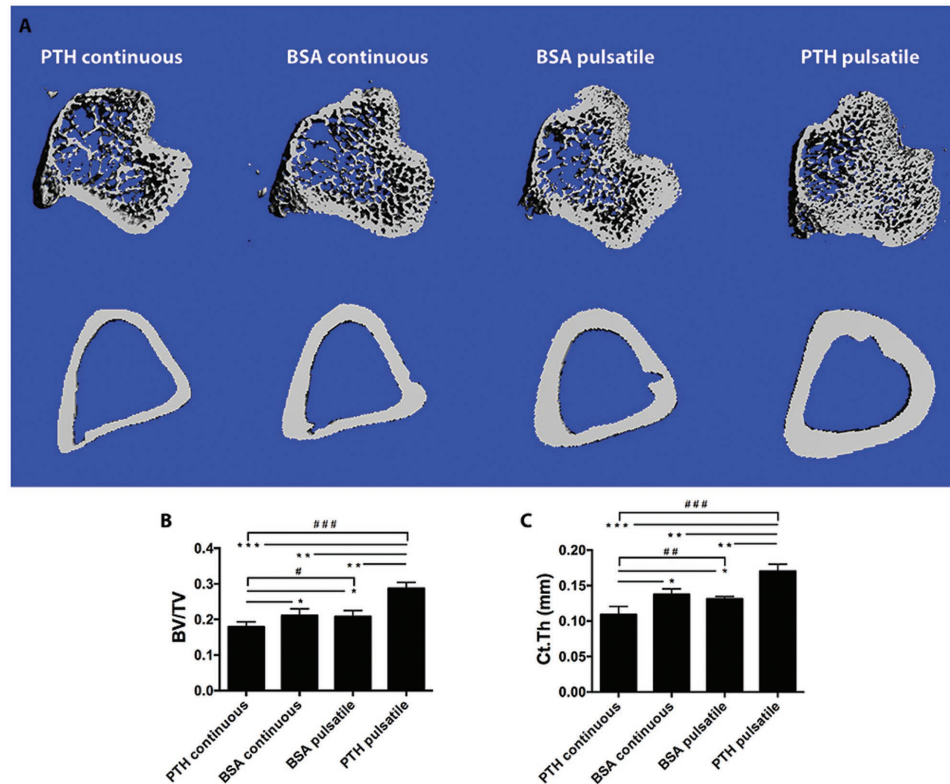 A
PTH continuous BSA continuous BSA pulsatile PTH pulsatile
B
###
***
**
**
#
*
*
BV/TV
0.4
0.3
0.2
0.1
0.0
PTH continuous
BSA continuous
BSA pulsatile
PTH pulsatile
C
###
***
**
**
##
*
*
Ct.Th (mm)
0.20
0.15
0.10
0.05
0.00
PTH continuous
BSA continuous
BSA pulsatile
PTH pulsatile